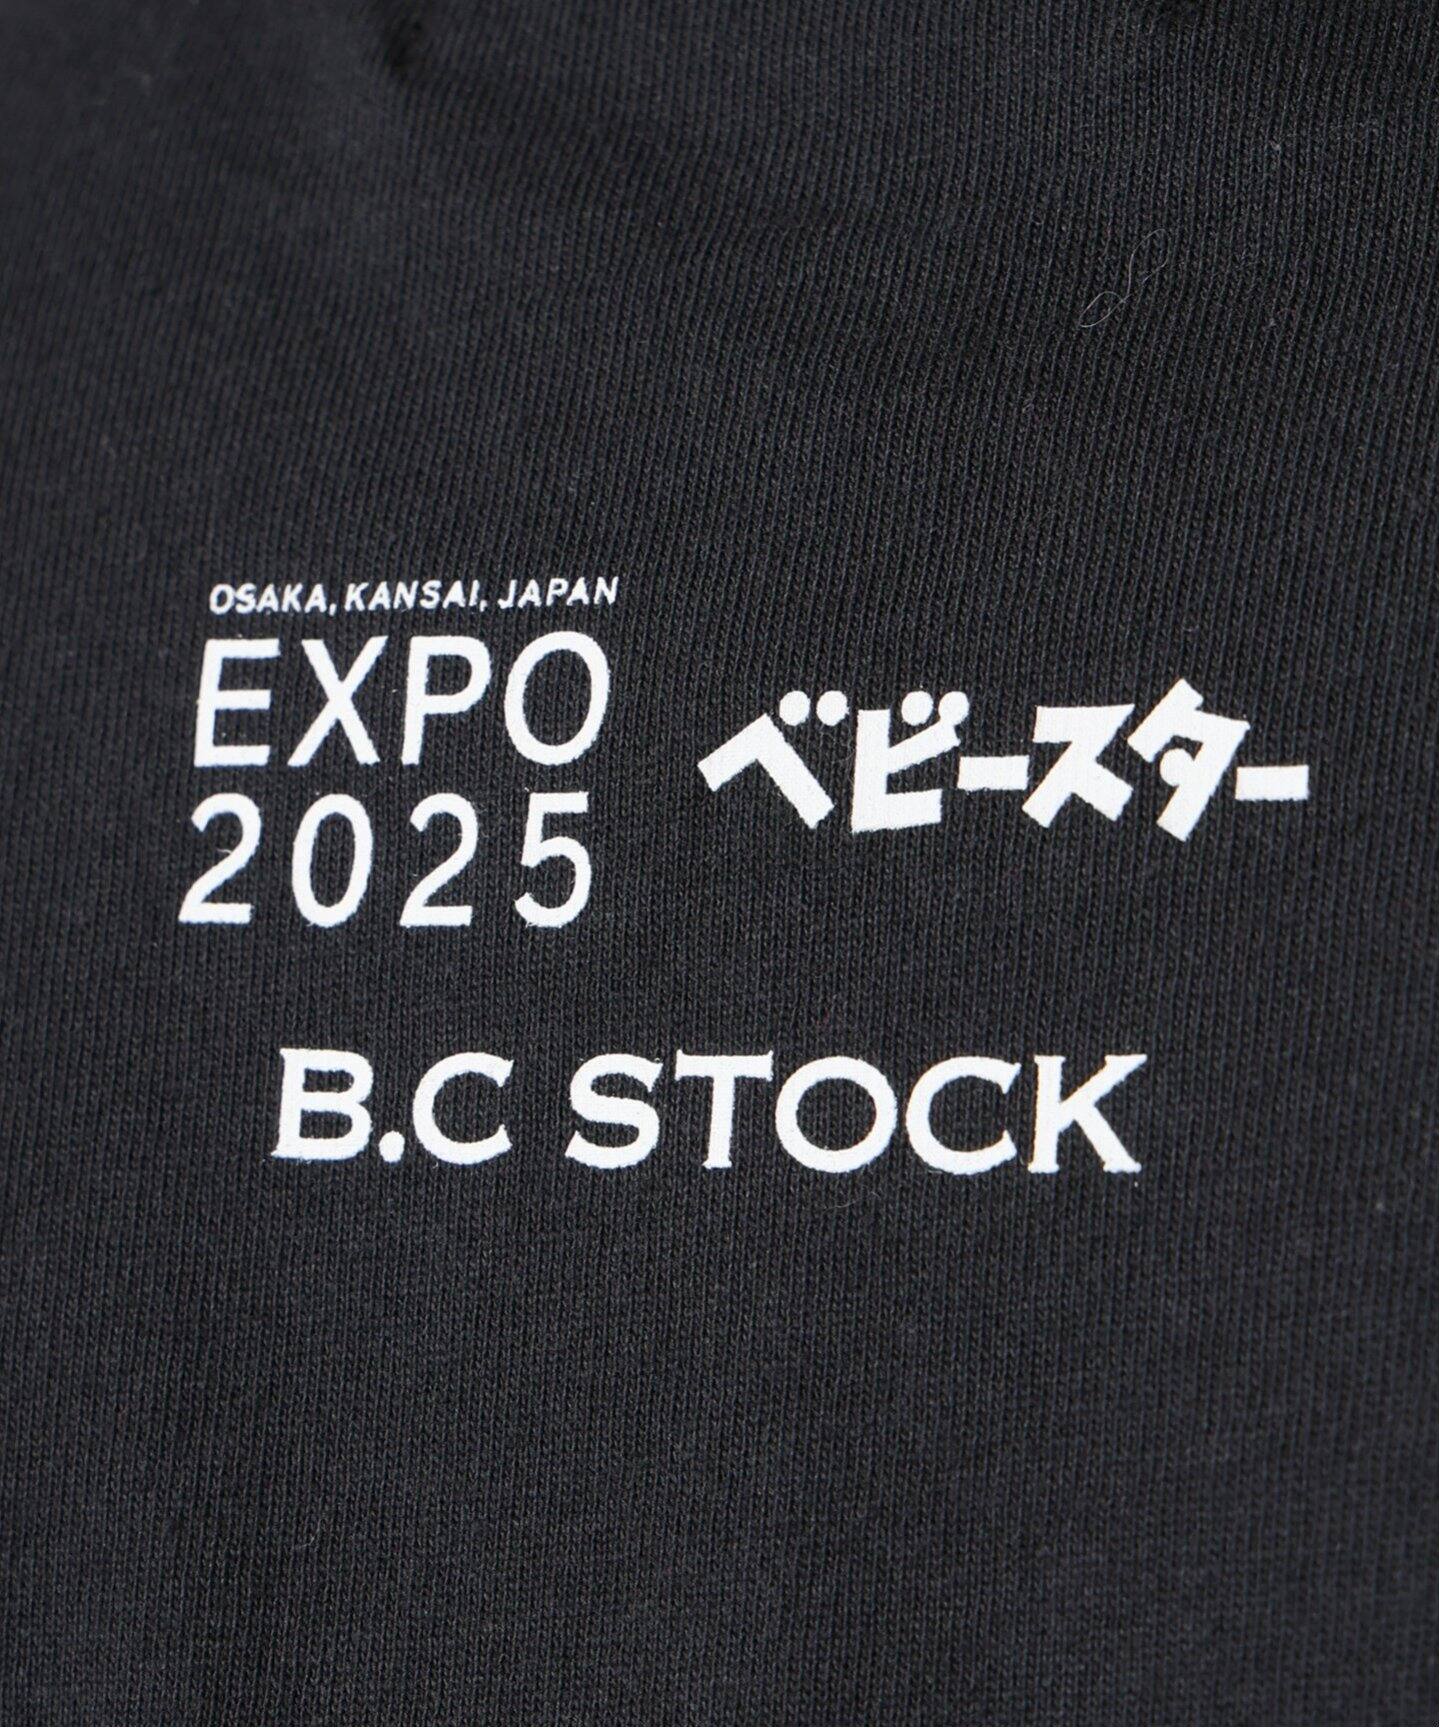 OSAKA, KANSAI, JAPAN
EXPO
2025
ベビースター
B.C STOCK